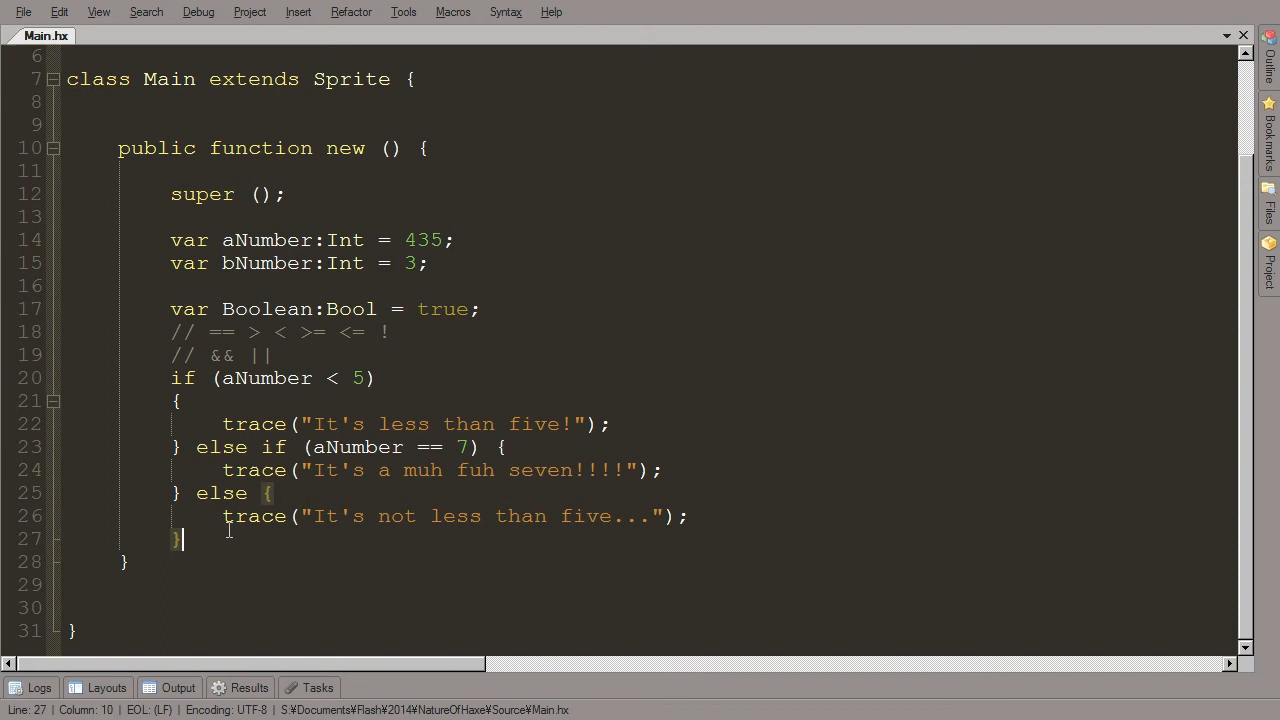 File Edit View Search Debug Project Insert Refactor Tools Macros Syntax Help
Main.hx
6
7 class Main extends Sprite {
8
9
10 public function new () {
11
12 super ();
13
14 var aNumber:Int = 435;
15 var bNumber:Int = 3;
16
17 var Boolean:Bool = true;
18 // == > < >= <= !
19 // && ||
20 if (aNumber < 5)
21 {
22 trace("It's less than five!");
23 } else if (aNumber == 7) {
24 trace("It's a muh fuh seven!!!!");
25 } else {
26 trace("It's not less than five...");
27 }
28 }
29
30
31 }
Outline
Bookmarks
Files
Project
Logs Layouts Output Results Tasks
Line: 27 | Column: 10 | EOL: (LF) | Encoding: UTF-8 | S:¥Documents¥Flash¥2014¥NatureOfHaxe¥Source¥Main.hx